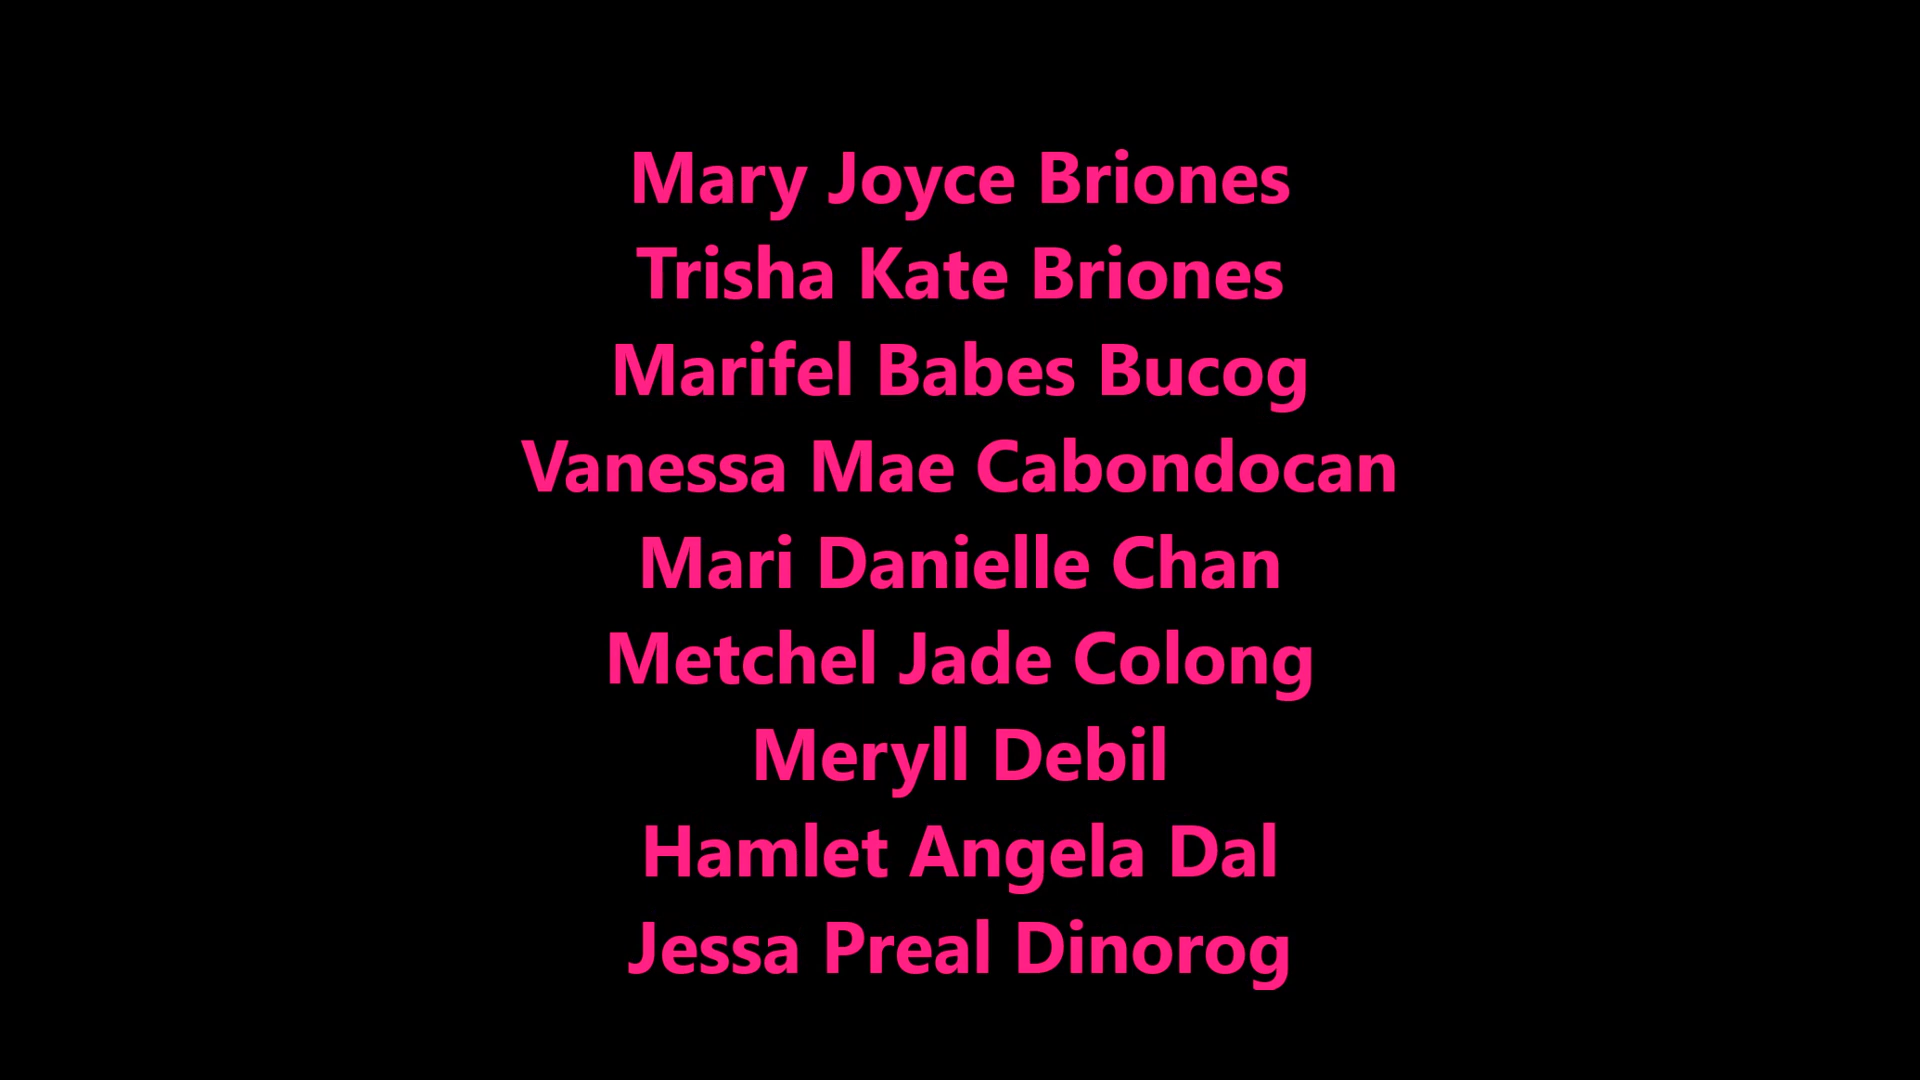 Mary Joyce Briones
Trisha Kate Briones
Marifel Babes Bucog
Vanessa Mae Cabondocan
Mari Danielle Chan
Metchel Jade Colong
Meryll Debil
Hamlet Angela Dal
Jessa Preal Dinorog